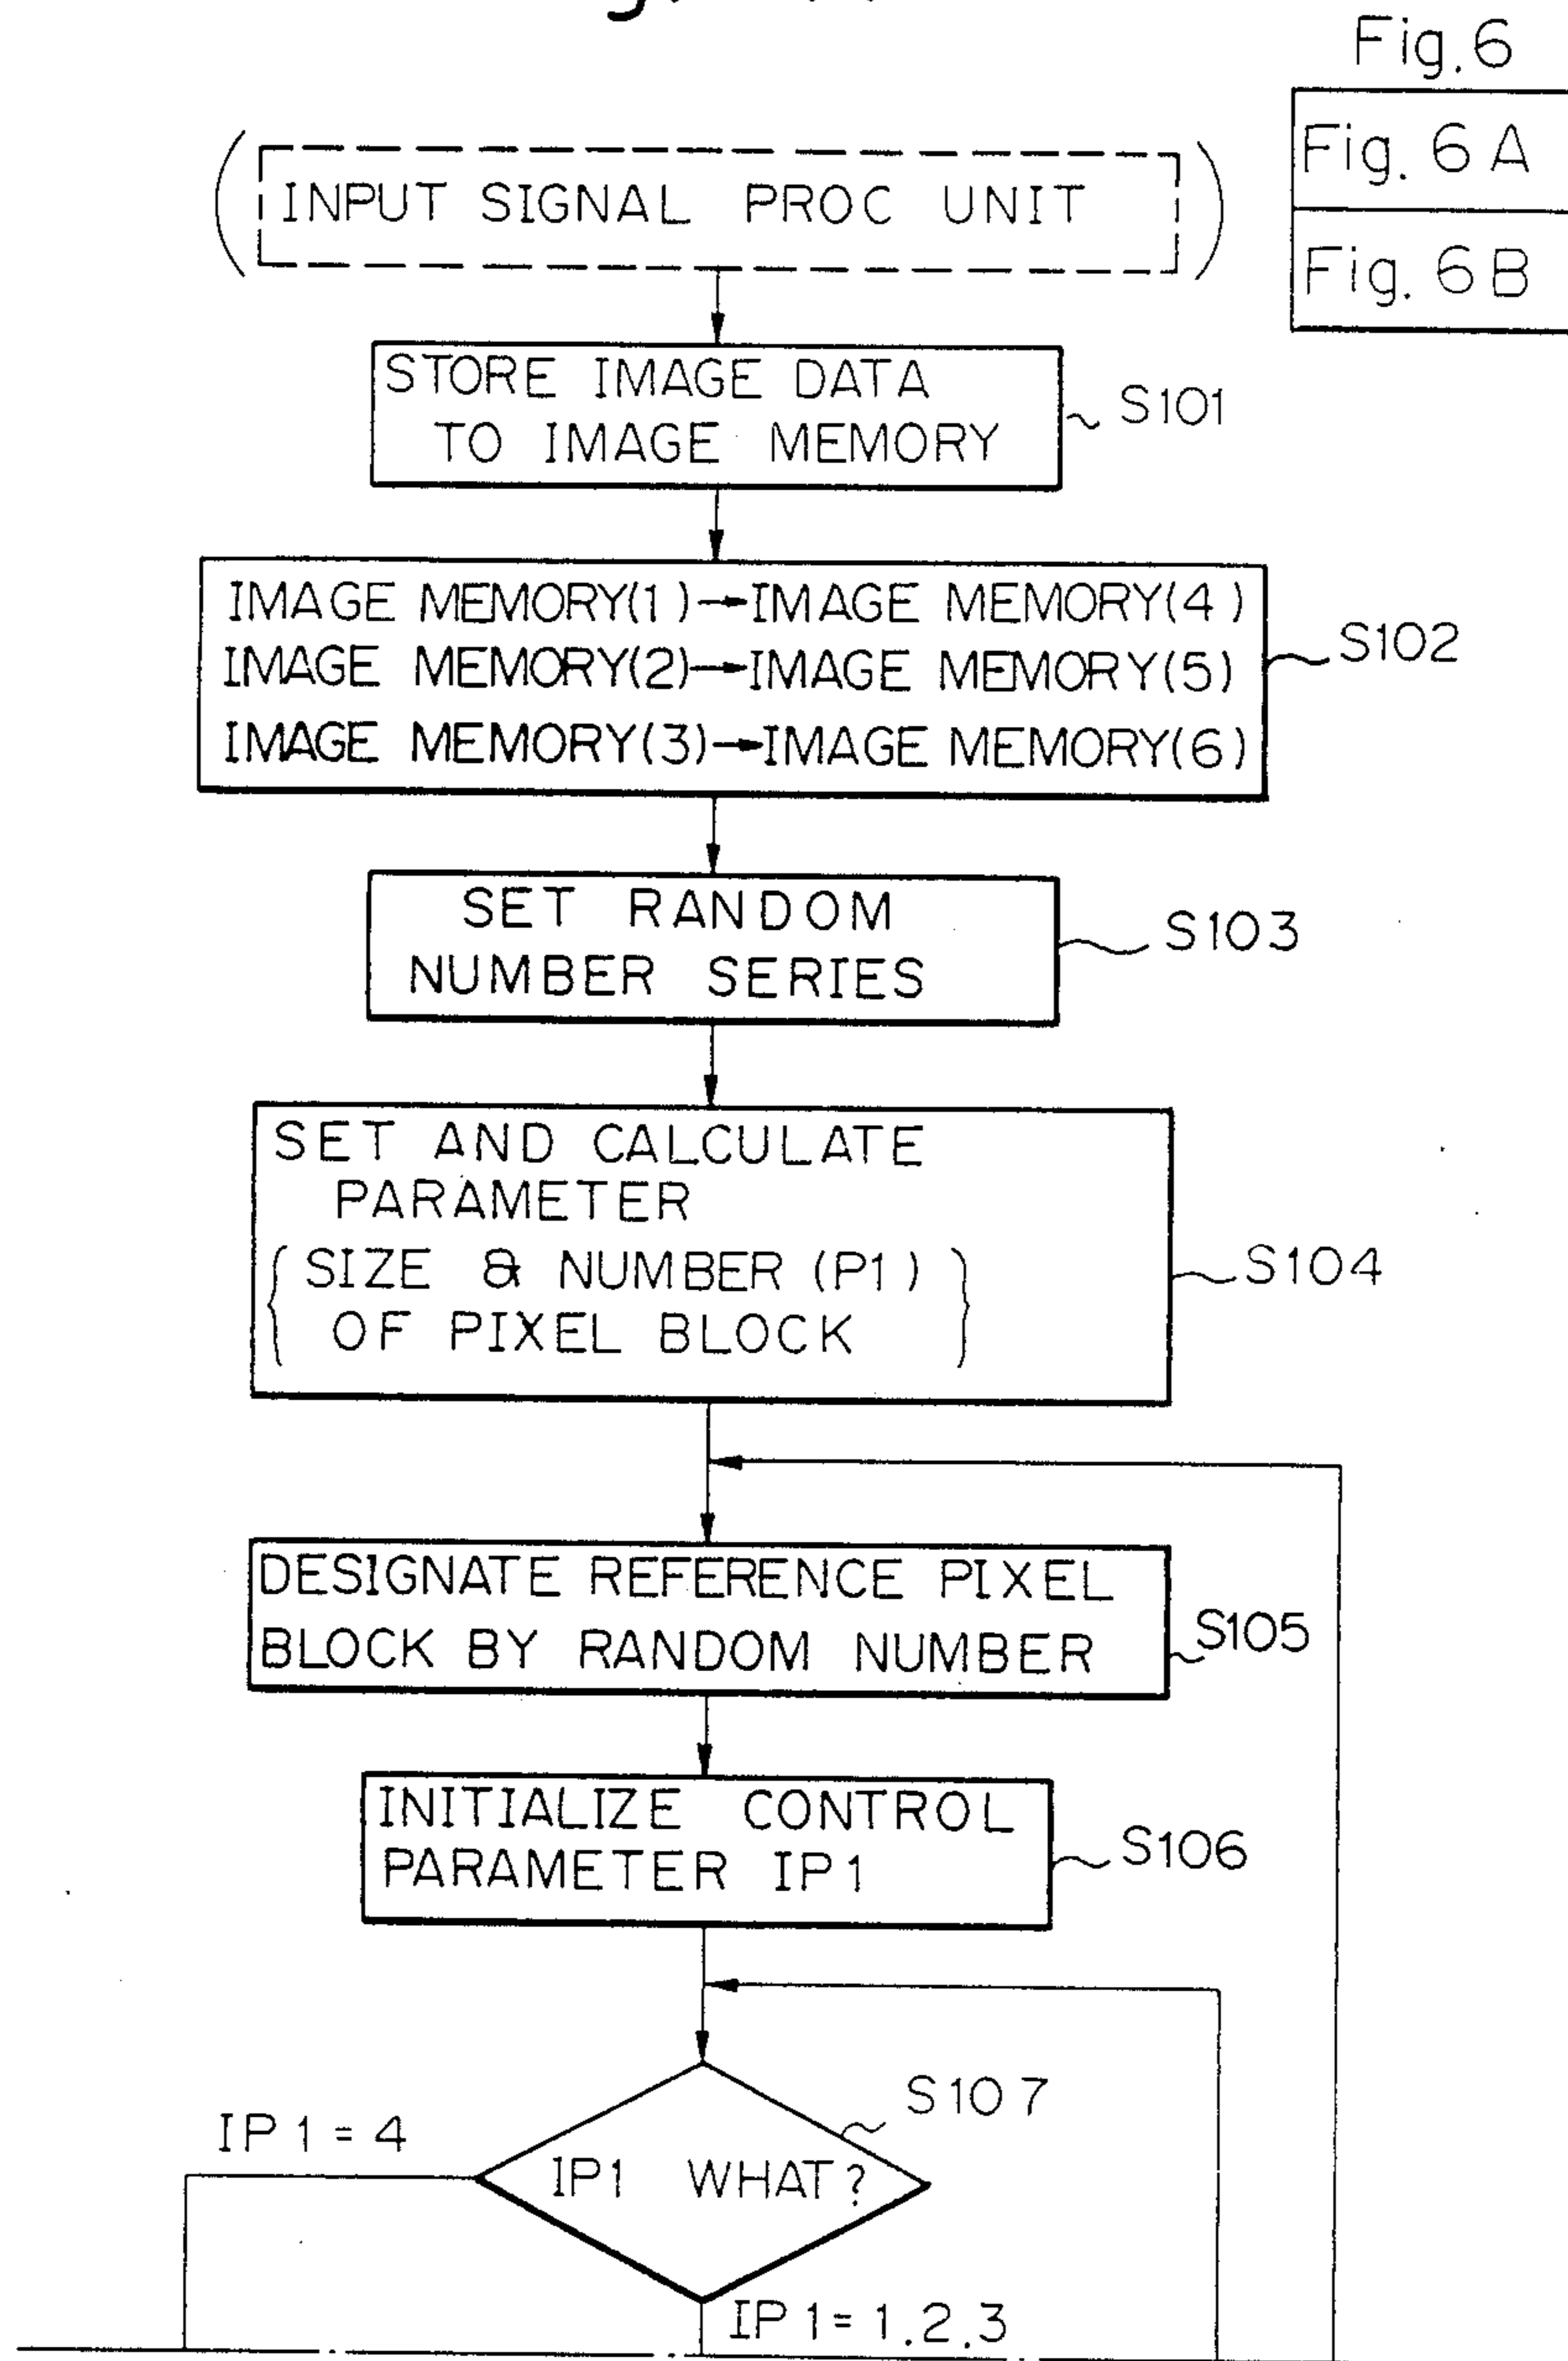 Fig.6
Fig. 6A
Fig. 6B
INPUT SIGNAL PROC UNIT
STORE IMAGE DATA
TO IMAGE MEMORY
S101
IMAGE MEMORY(1)→IMAGE MEMORY(4)
IMAGE MEMORY(2)→IMAGE MEMORY(5)
IMAGE MEMORY(3)→IMAGE MEMORY(6)
S102
SET RANDOM
NUMBER SERIES
S103
SET AND CALCULATE
PARAMETER
SIZE & NUMBER (P1)
OF PIXEL BLOCK
S104
DESIGNATE REFERENCE PIXEL
BLOCK BY RANDOM NUMBER
S105
INITIALIZE CONTROL
PARAMETER IP1
S106
S107
IP1 = 4
IP1 WHAT?
IP1 = 1.2.3